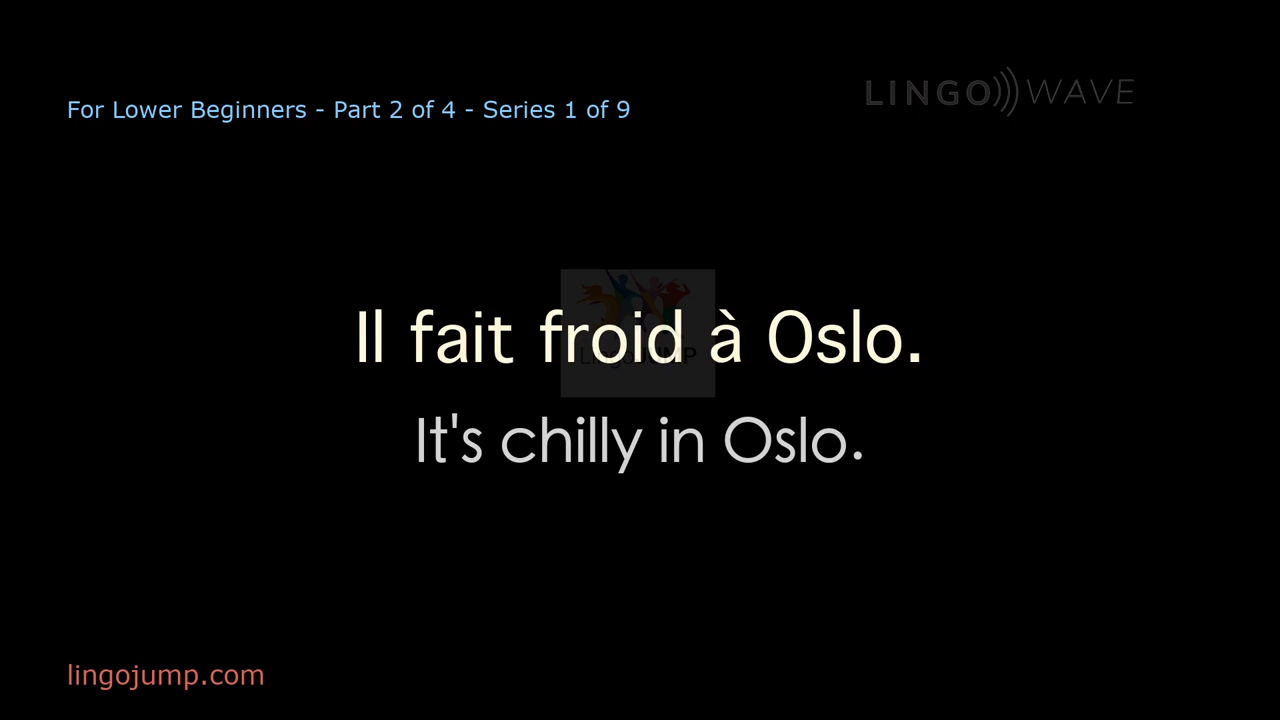 For Lower Beginners - Part 2 of 4 - Series 1 of 9
LINGO WAVE
Il fait froid à Oslo.
LingoJUMP
It's chilly in Oslo.
lingojump.com